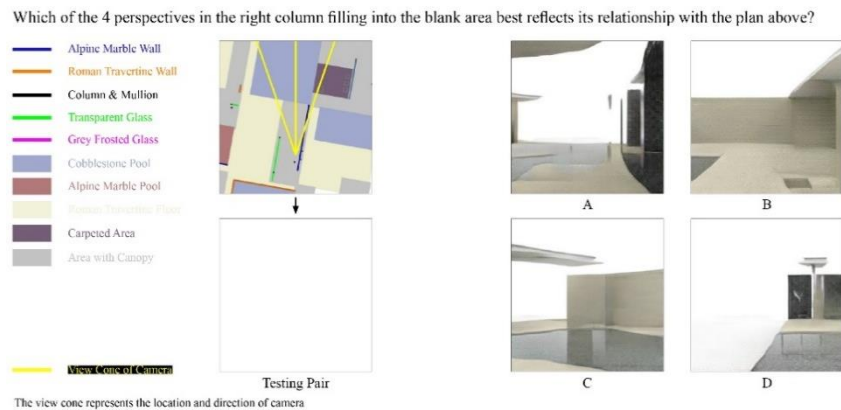 Which of the 4 perspectives in the right column filling into the blank area best reflects its relationship with the plan above?
Alpine Marble Wall
Roman Travertine Wall
Column & Mullion
Transparent Glass
Grey Frosted Glass
Cobblestone Pool
Alpine Marble Pool
Roman Travertine Floor
Carpeted Area
Area with Canopy
View Cone of Camera
Testing Pair
A
B
C
D
The view cone represents the location and direction of camera